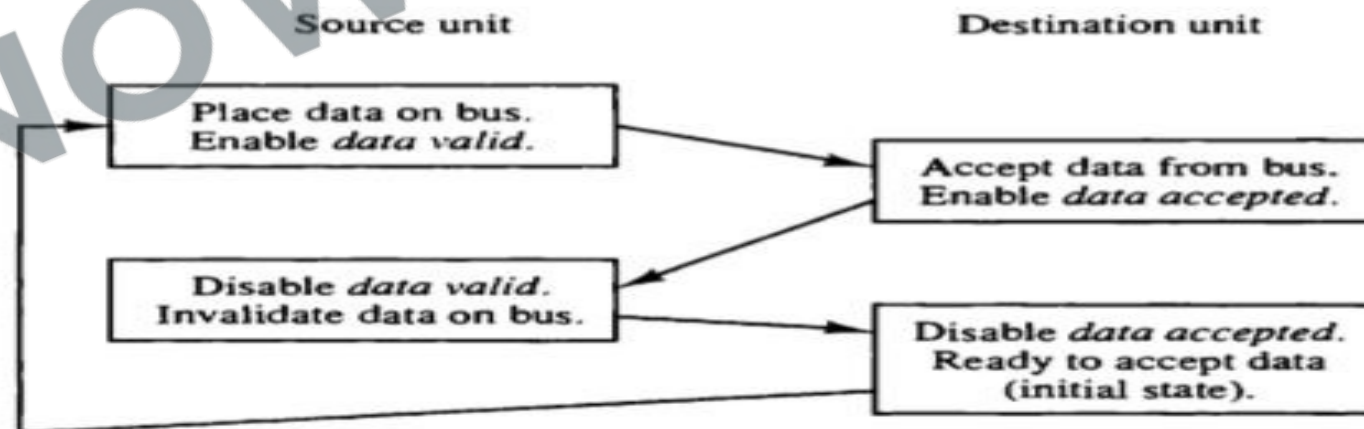 Source unit
Destination unit
Place data on bus.
Enable data valid.
Accept data from bus.
Enable data accepted.
Disable data valid.
Invalidate data on bus.
Disable data accepted.
Ready to accept data
(initial state).